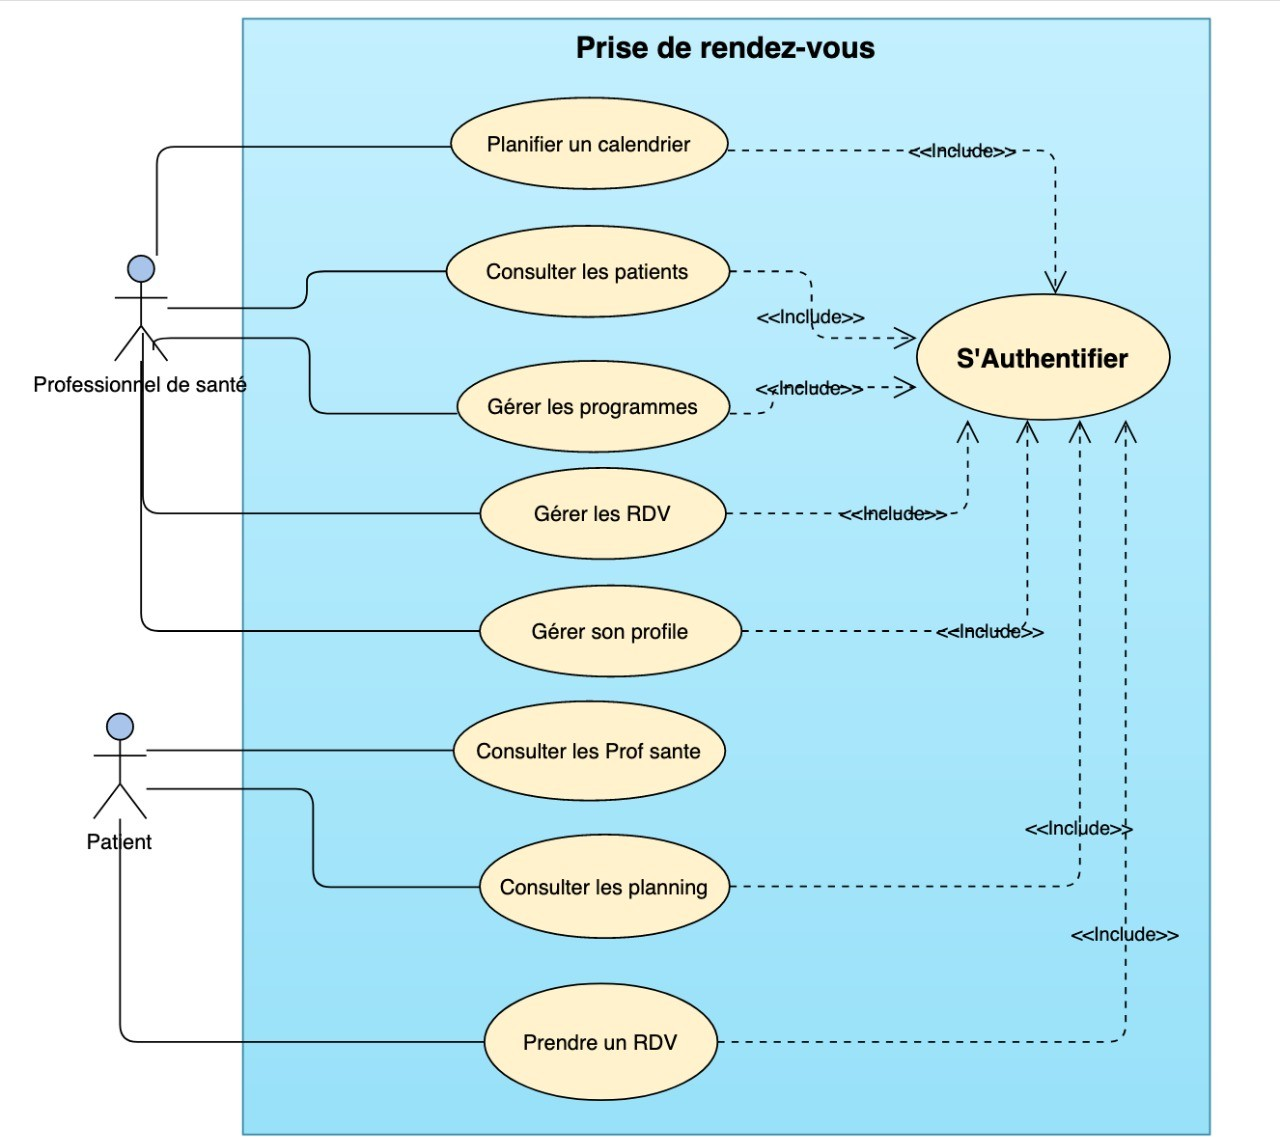 Prise de rendez-vous
Planifier un calendrier
<<Include>>
Consulter les patients
<<Include>>
S'Authentifier
Professionnel de santé
<<Include>>
Gérer les programmes
Gérer les RDV
<<Include>>
Gérer son profile
<<Include>>
Consulter les Prof sante
Patient
<<Include>>
Consulter les planning
<<Include>>
Prendre un RDV